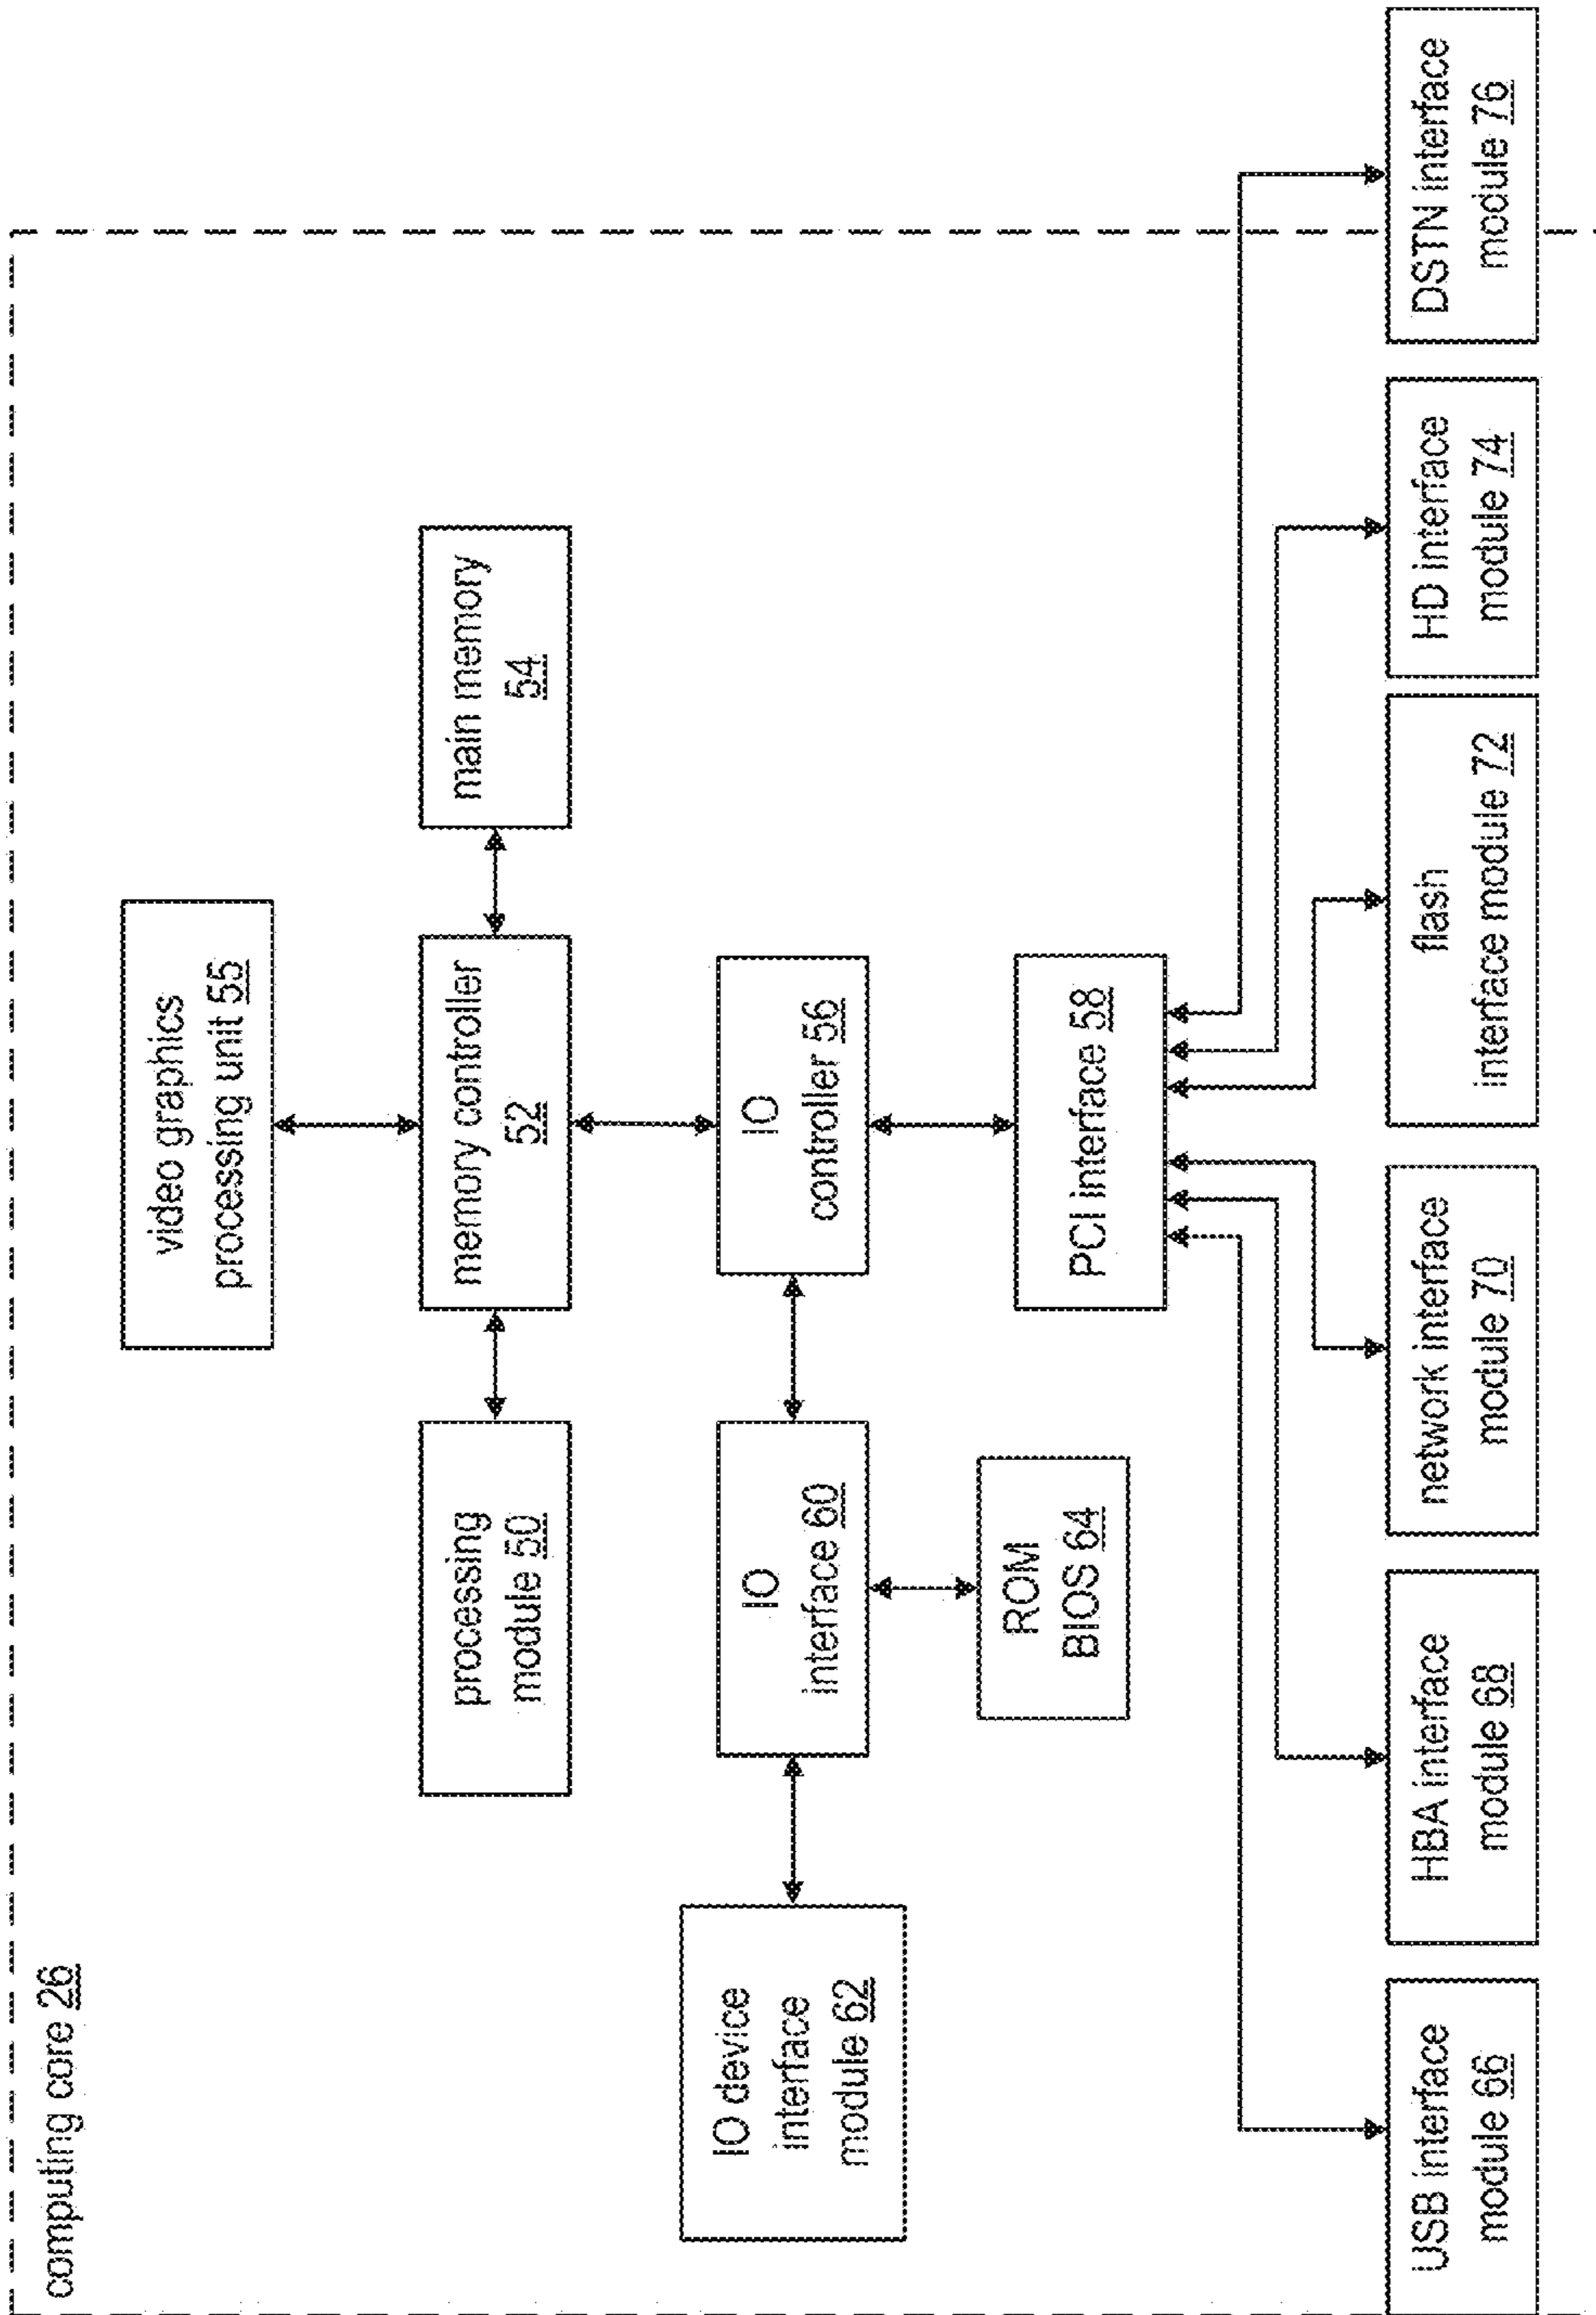 computing core 26
video graphics
processing unit 55
processing
module 50
memory controller
52
main memory
54
IO device
interface
module 62
IO
interface 60
IO
controller 56
ROM
BIOS 64
PCI interface 58
USB interface
module 66
HBA interface
module 68
network interface
module 70
flash
interface module 72
HD interface
module 74
DSTN interface
module 76